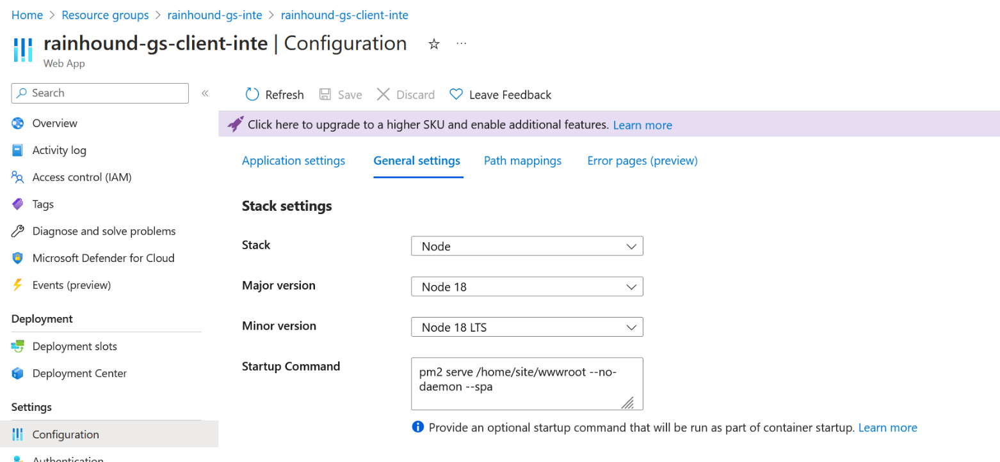 Home > Resource groups > rainhound-gs-inte > rainhound-gs-client-inte
rainhound-gs-client-inte | Configuration
Web App
Search
Refresh
Save
Discard
Leave Feedback
Click here to upgrade to a higher SKU and enable additional features. Learn more
Overview
Activity log
Access control (IAM)
Tags
Diagnose and solve problems
Microsoft Defender for Cloud
Events (preview)
Deployment
Deployment slots
Deployment Center
Settings
Configuration
Authentication
Application settings
General settings
Path mappings
Error pages (preview)
Stack settings
Stack
Node
Major version
Node 18
Minor version
Node 18 LTS
Startup Command
pm2 serve /home/site/wwwroot --no-
daemon --spa
Provide an optional startup command that will be run as part of container startup. Learn more